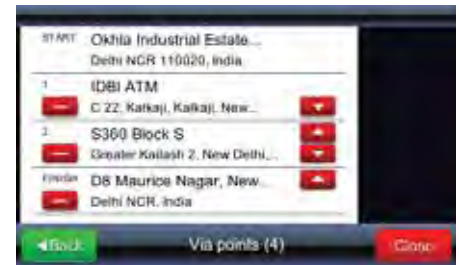 START Okhla Industrial Estate...
Delhi NCR 110020, India
1 IDBI ATM
C 22, Kalkaji, Kalkaji, New...
2 S360 Block S
Greater Kailash 2, New Delhi,...
FINISH D8 Maurice Nagar, New...
Delhi NCR, India
Back Via points (4) Close